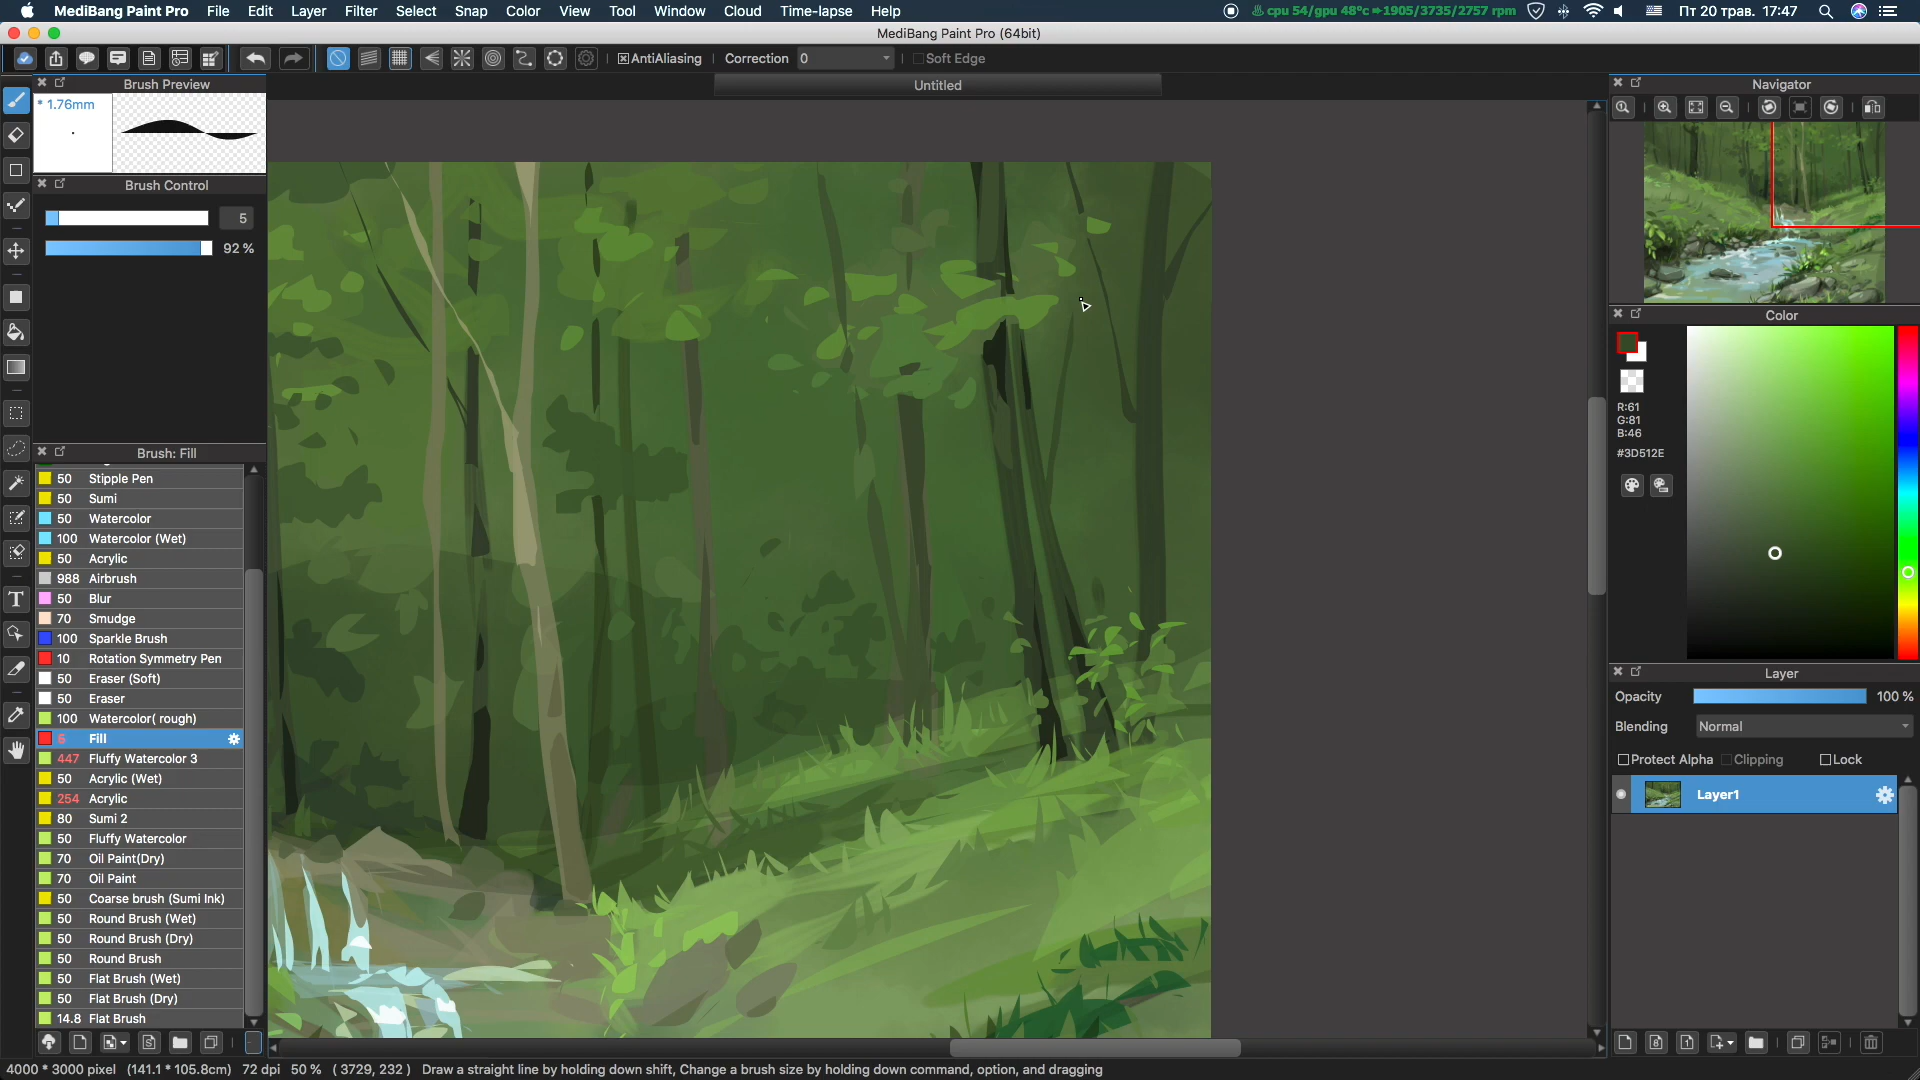 MediBang Paint Pro File Edit Layer Filter Select Snap Color View Tool Window Cloud Time-lapse Help cpu 54/gpu 48°c 1905/3735/2757 rpm Пт 20 трав. 17:47
MediBang Paint Pro (64bit)
AntiAliasing Correction 0 Soft Edge
Brush Preview Untitled Navigator
* 1.76mm
Brush Control
5
92 %
Color
R:61
G:81
B:46
#3D512E
Brush: Fill
50 Stipple Pen
50 Sumi
50 Watercolor
100 Watercolor (Wet)
50 Acrylic
988 Airbrush
50 Blur
70 Smudge
100 Sparkle Brush
10 Rotation Symmetry Pen
50 Eraser (Soft)
50 Eraser
100 Watercolor( rough)
5 Fill
447 Fluffy Watercolor 3
50 Acrylic (Wet)
254 Acrylic
80 Sumi 2
50 Fluffy Watercolor
70 Oil Paint(Dry)
70 Oil Paint
50 Coarse brush (Sumi Ink)
50 Round Brush (Wet)
50 Round Brush (Dry)
50 Round Brush
50 Flat Brush (Wet)
50 Flat Brush (Dry)
14.8 Flat Brush
Layer
Opacity 100 %
Blending Normal
Protect Alpha Clipping Lock
Layer1
4000 * 3000 pixel (141.1 * 105.8cm) 72 dpi 50 % ( 3729, 232 ) Draw a straight line by holding down shift, Change a brush size by holding down command, option, and dragging